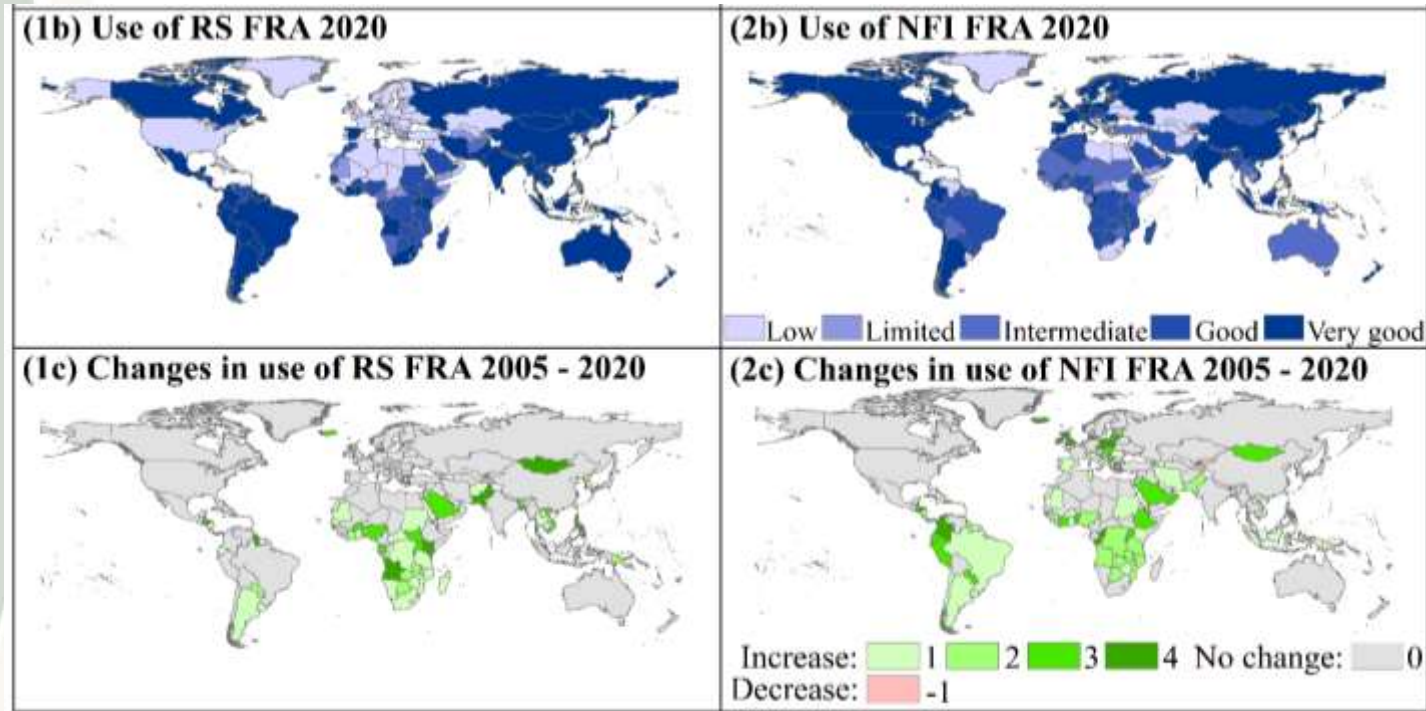 (1b) Use of RS FRA 2020
(2b) Use of NFI FRA 2020
Low Limited Intermediate Good Very good
(1c) Changes in use of RS FRA 2005 - 2020
(2c) Changes in use of NFI FRA 2005 - 2020
Increase: 1 2 3 4 No change: 0
Decrease: -1